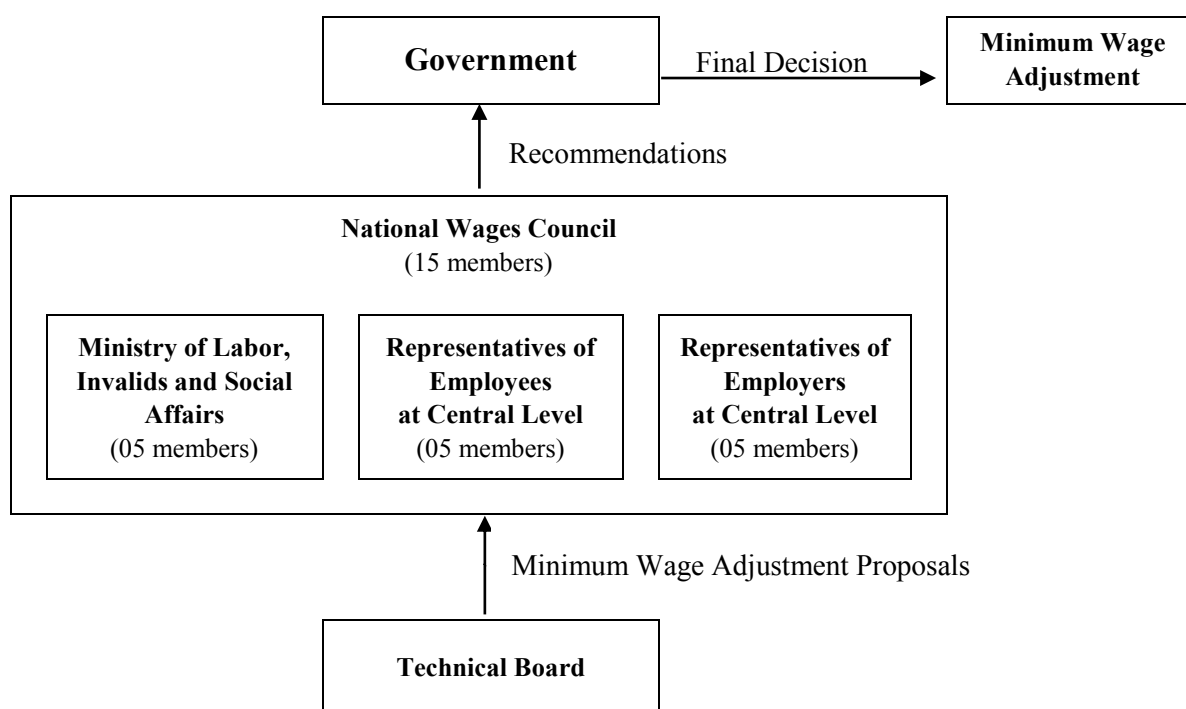 Government
Final Decision
Minimum Wage
Adjustment
Recommendations
National Wages Council
(15 members)
Ministry of Labor,
Invalids and Social
Affairs
(05 members)
Representatives of
Employees
at Central Level
(05 members)
Representatives of
Employers
at Central Level
(05 members)
Minimum Wage Adjustment Proposals
Technical Board